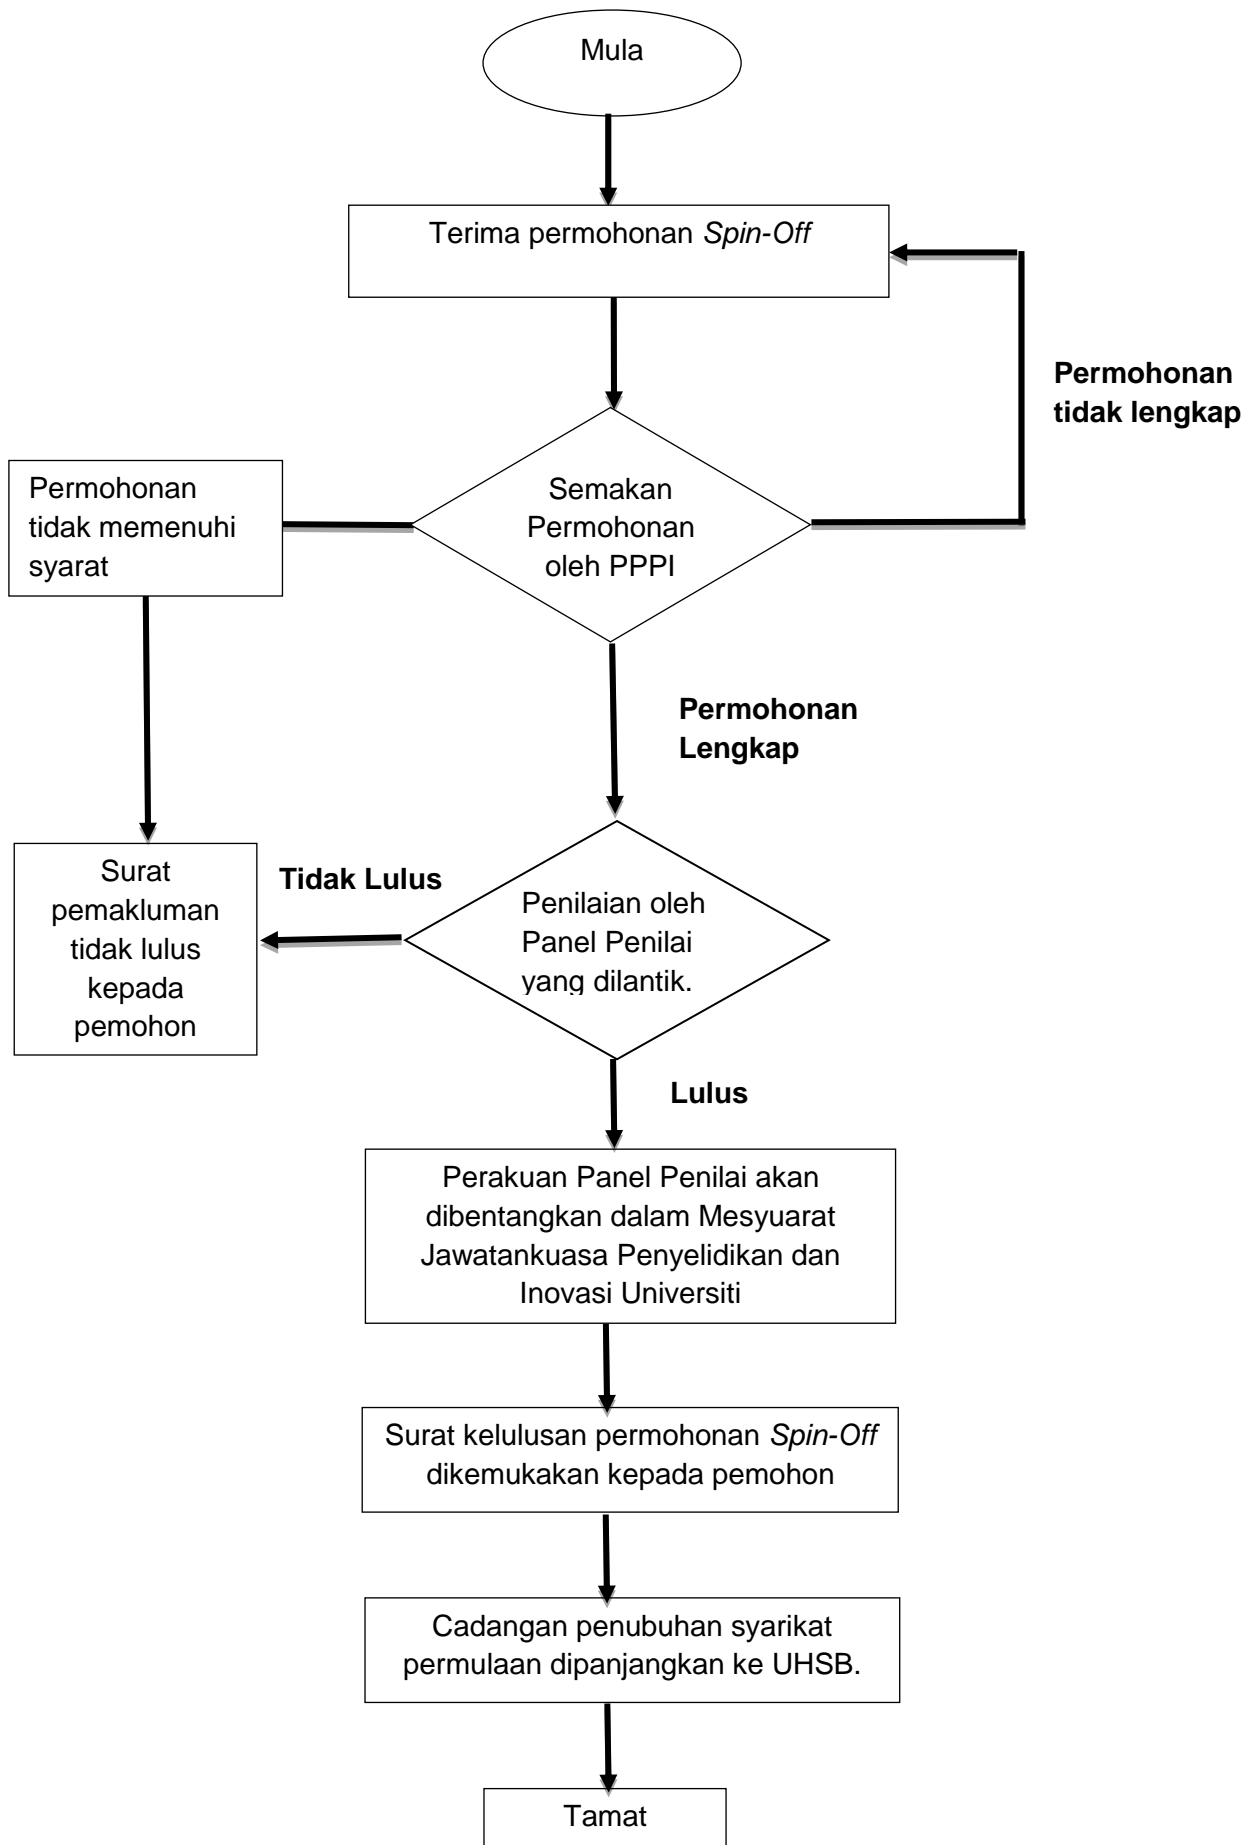 Mula
Terima permohonan Spin-Off
Permohonan
tidak lengkap
Permohonan
tidak memenuhi
syarat
Semakan
Permohonan
oleh PPPI
Permohonan
Lengkap
Surat
pemakluman
tidak lulus
kepada
pemohon
Tidak Lulus
Penilaian oleh
Panel Penilai
yang dilantik.
Lulus
Perakuan Panel Penilai akan
dibentangkan dalam Mesyuarat
Jawatankuasa Penyelidikan dan
Inovasi Universiti
Surat kelulusan permohonan Spin-Off
dikemukakan kepada pemohon
Cadangan penubuhan syarikat
permulaan dipanjangkan ke UHSB.
Tamat